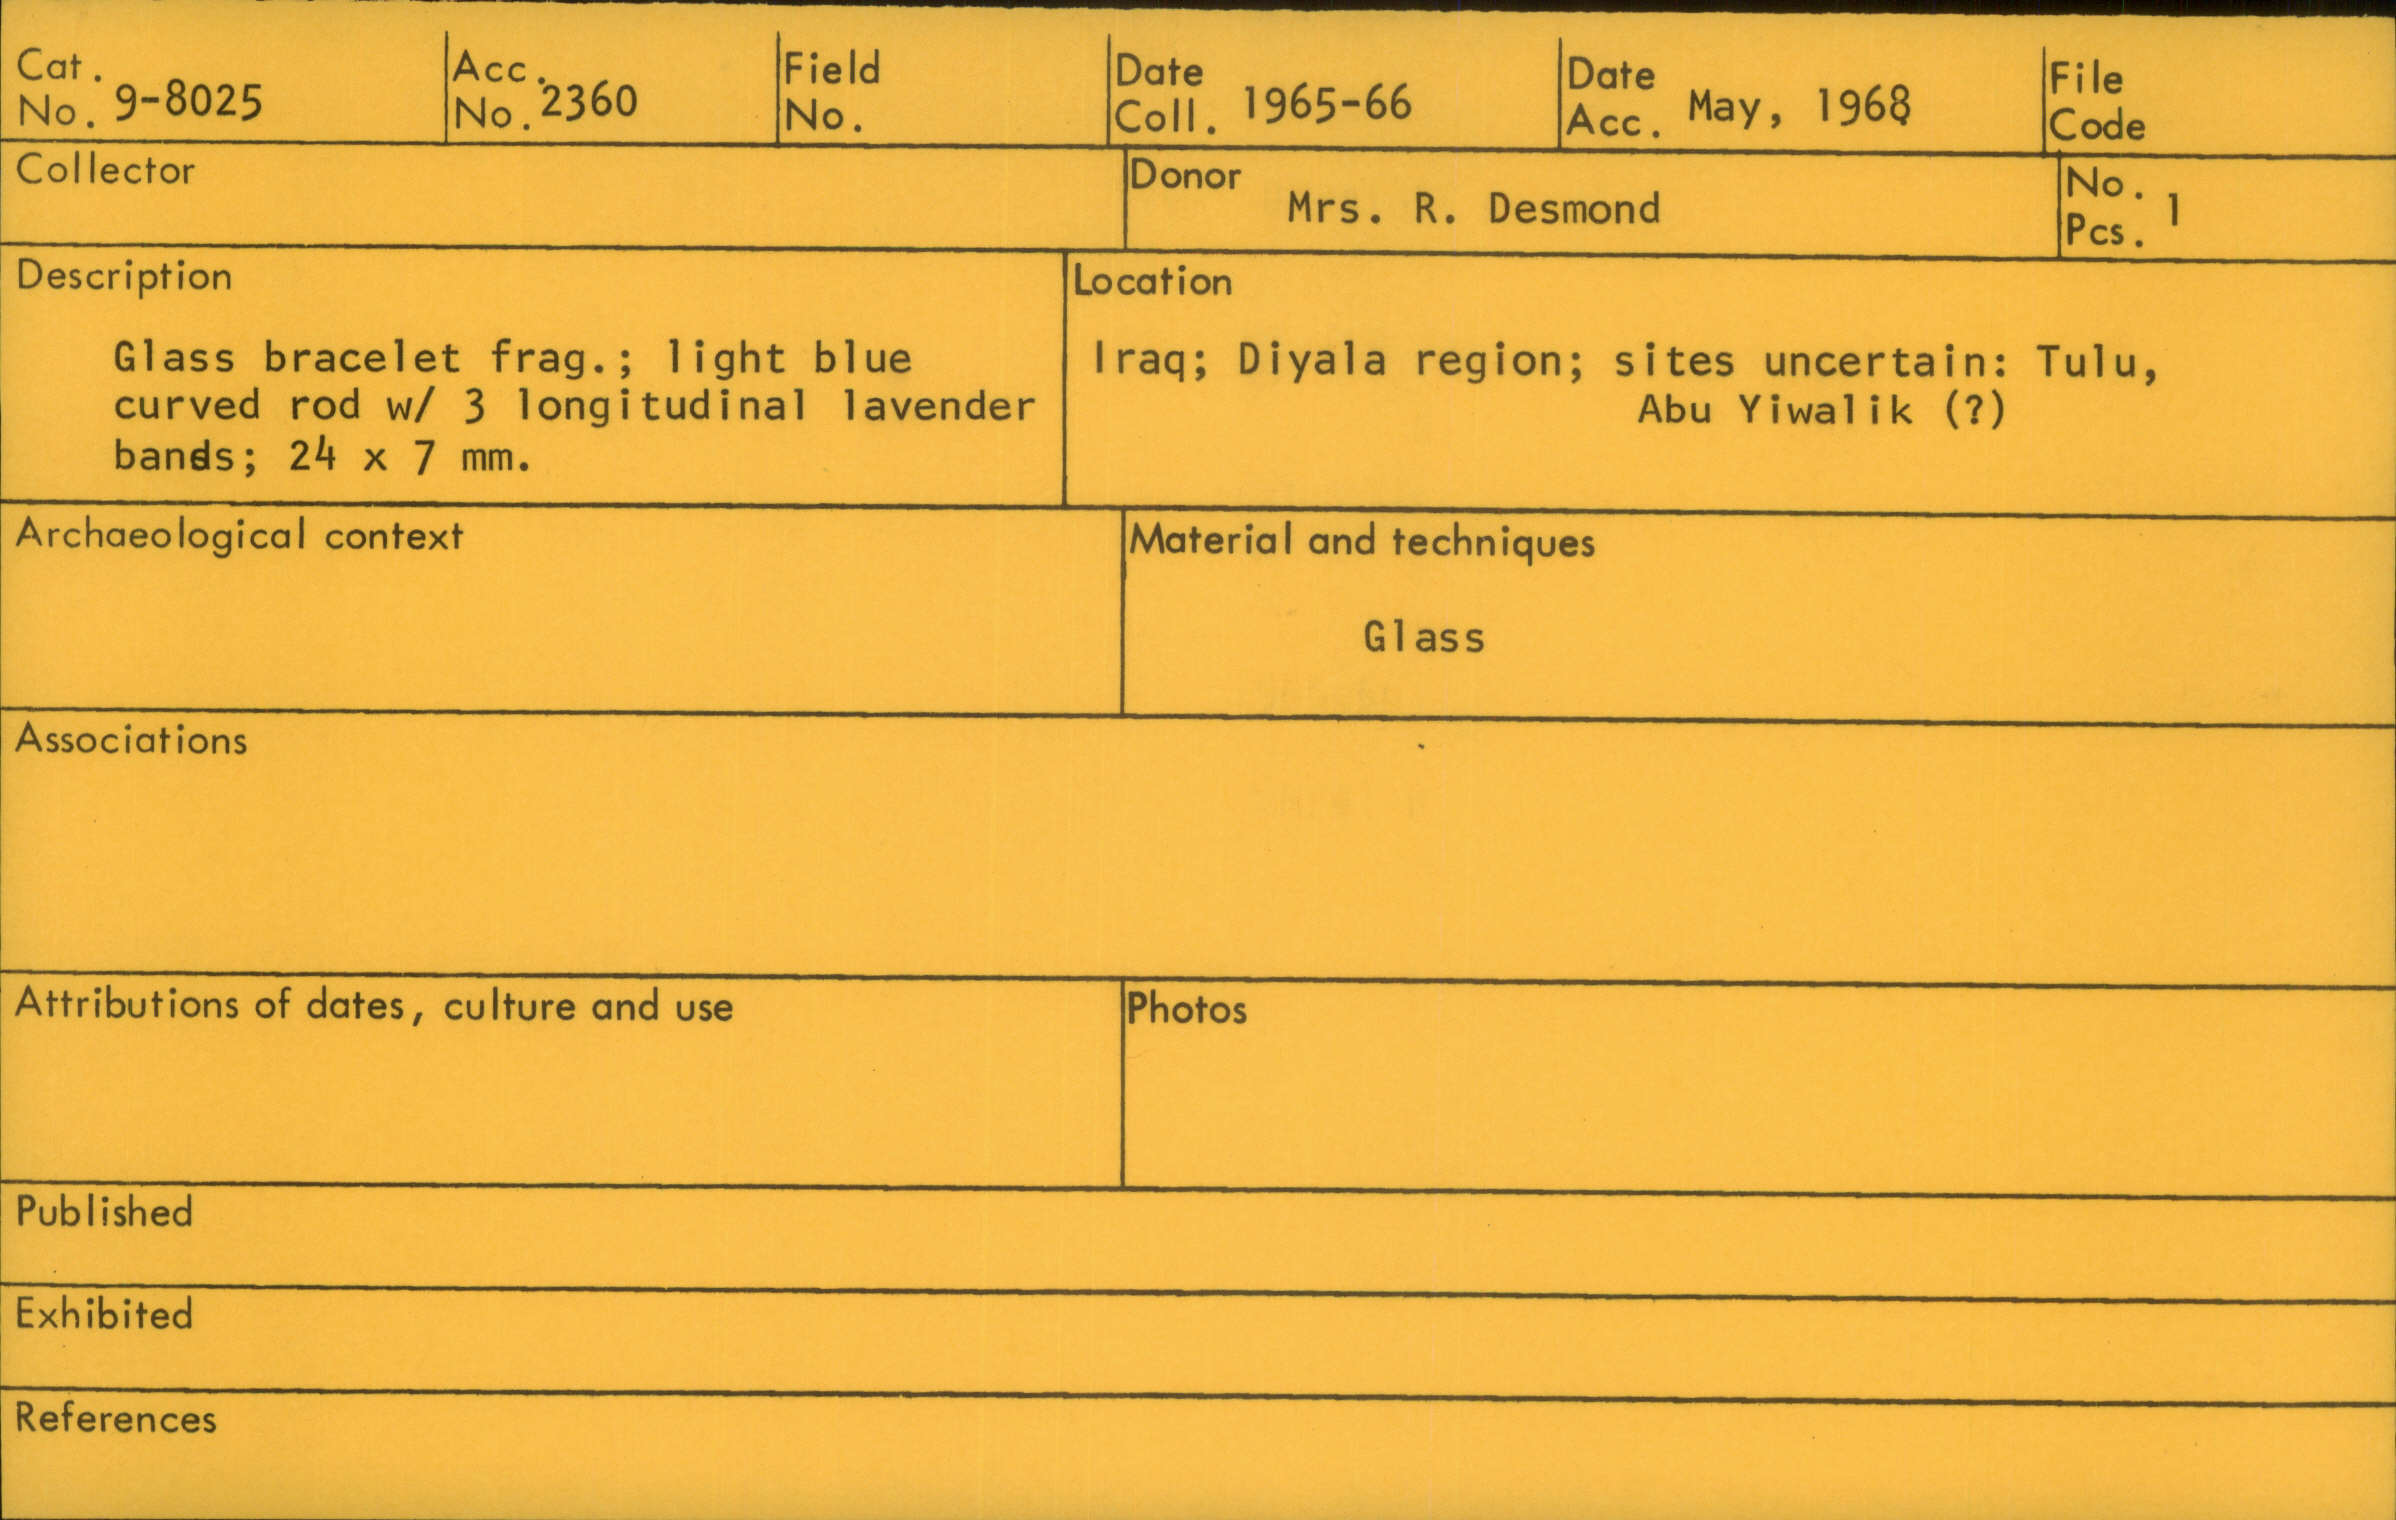 Cat. No. 9-8025
Acc. No. 2360
Field No.
Date Coll. 1965-66
Date Acc. May, 1968
File Code
Collector
Donor Mrs. R. Desmond
No. Pcs. 1
Description
Glass bracelet frag.; light blue
curved rod w/ 3 longitudinal lavender
bands; 24 x 7 mm.
Location
Iraq; Diyala region; sites uncertain: Tulu,
Abu Yiwalik (?)
Archaeological context
Material and techniques
Glass
Associations
Attributions of dates, culture and use
Photos
Published
Exhibited
References